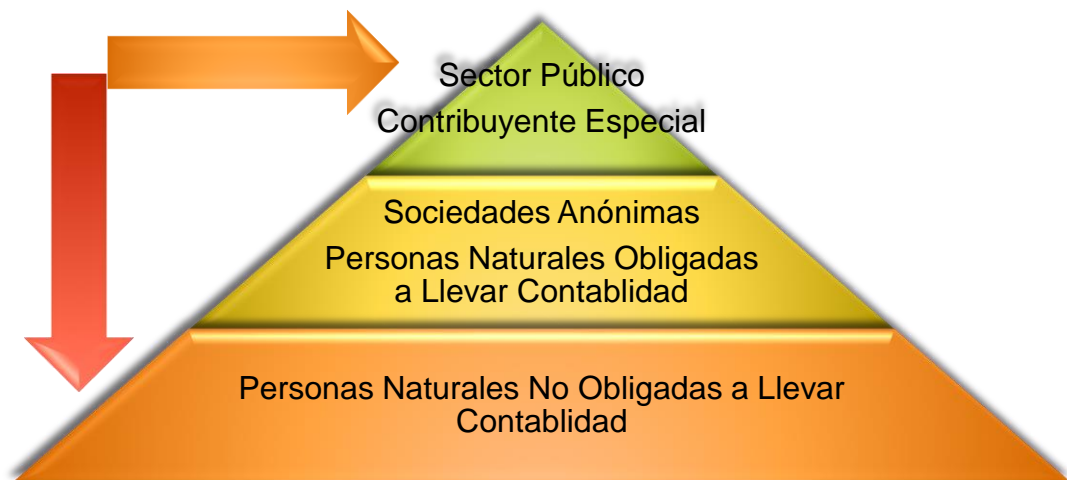 Sector Público
Contribuyente Especial
Sociedades Anónimas
Personas Naturales Obligadas
a Llevar Contablidad
Personas Naturales No Obligadas a Llevar
Contablidad